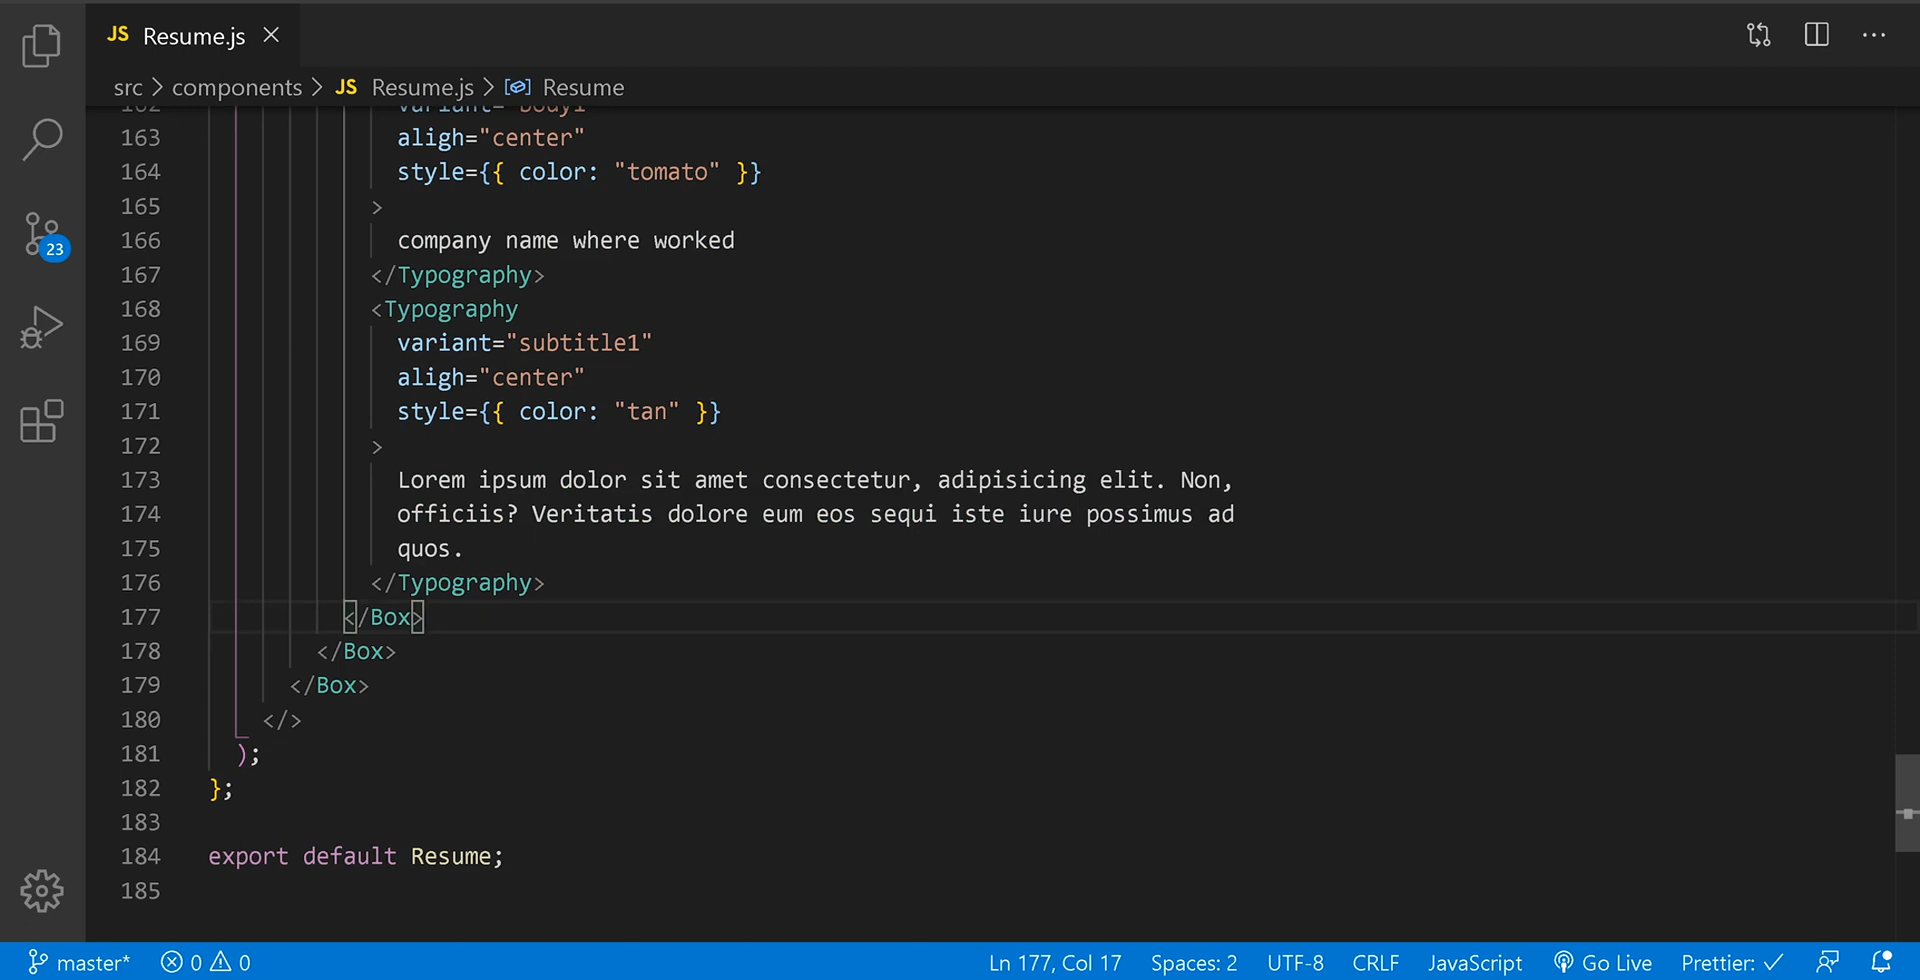 JS Resume.js
src > components > JS Resume.js > Resume
162 variant="body1"
163 aligh="center"
164 style={{ color: "tomato" }}
165 >
166 company name where worked
167 </Typography>
168 <Typography
169 variant="subtitle1"
170 aligh="center"
171 style={{ color: "tan" }}
172 >
173 Lorem ipsum dolor sit amet consectetur, adipisicing elit. Non,
174 officiis? Veritatis dolore eum eos sequi iste iure possimus ad
175 quos.
176 </Typography>
177 </Box>
178 </Box>
179 </Box>
180 </>
181 );
182 };
183
184 export default Resume;
185
23
master* 0 0 Ln 177, Col 17 Spaces: 2 UTF-8 CRLF JavaScript Go Live Prettier: ✓